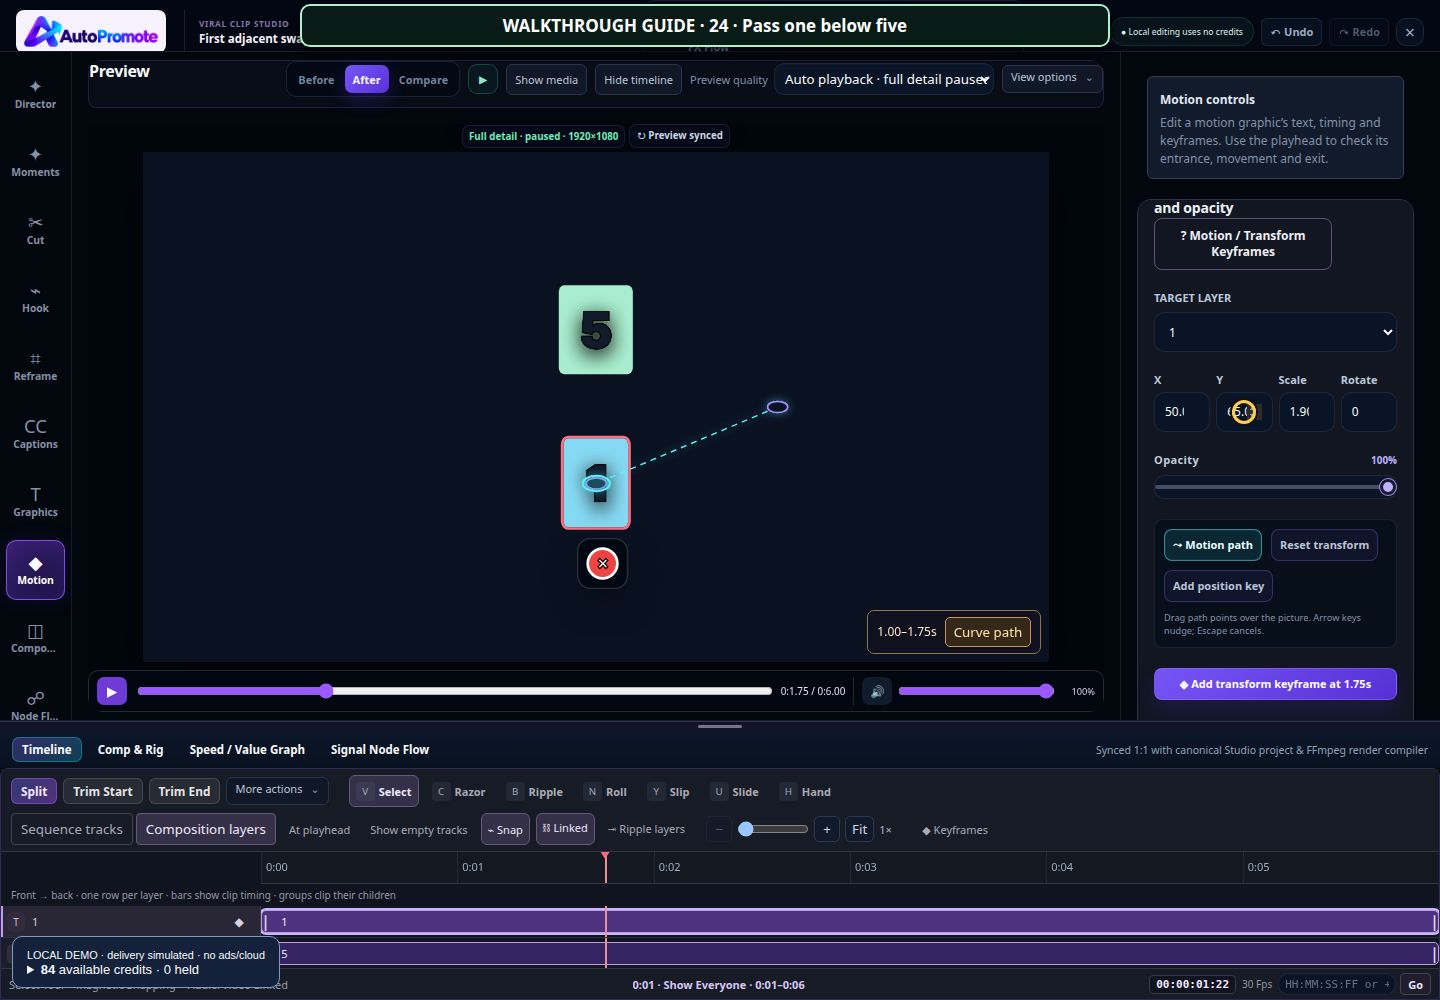 AutoPromote
VIRAL CLIP STUDIO
First adjacent swa
WALKTHROUGH GUIDE · 24 · Pass one below five
● Local editing uses no credits
↶ Undo
↷ Redo
✕
Director
Moments
Cut
Hook
Reframe
CC
Captions
T
Graphics
Motion
Compo...
Node Fl...
Preview
Before
After
Compare
Show media
Hide timeline
Preview quality
Auto playback · full detail pause
View options
Full detail · paused · 1920×1080
↻ Preview synced
5
1
1.00–1.75s
Curve path
0:1.75 / 0:6.00
100%
Motion controls
Edit a motion graphic's text, timing and
keyframes. Use the playhead to check its
entrance, movement and exit.
and opacity
? Motion / Transform
Keyframes
TARGET LAYER
1
X
Y
Scale
Rotate
50.
1.90
0
Opacity
100%
⤳ Motion path
Reset transform
Add position key
Drag path points over the picture. Arrow keys
nudge; Escape cancels.
◆ Add transform keyframe at 1.75s
Timeline
Comp & Rig
Speed / Value Graph
Signal Node Flow
Synced 1:1 with canonical Studio project & FFmpeg render compiler
Split
Trim Start
Trim End
More actions
V Select
C Razor
B Ripple
N Roll
Y Slip
U Slide
H Hand
Sequence tracks
Composition layers
At playhead
Show empty tracks
Snap
Linked
Ripple layers
−
+
Fit
1×
◆ Keyframes
0:00
0:01
0:02
0:03
0:04
0:05
Front → back · one row per layer · bars show clip timing · groups clip their children
T 1
1
5
LOCAL DEMO · delivery simulated · no ads/cloud
▶ 84 available credits · 0 held
0:01 · Show Everyone · 0:01–0:06
00:00:01:22
30 Fps
HH:MM:SS:FF or +
Go